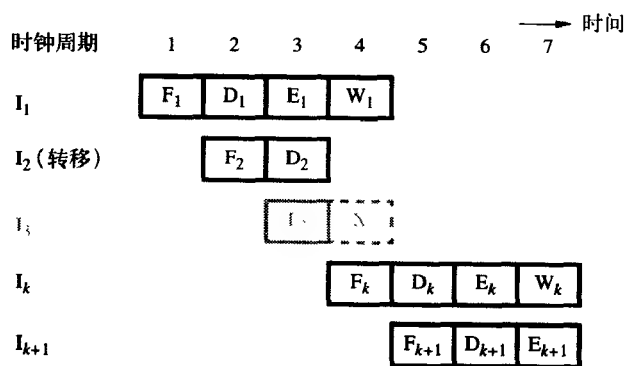 时间
时钟周期 1 2 3 4 5 6 7
I₁ F₁ D₁ E₁ W₁
I₂(转移) F₂ D₂
I₃ X
Iₖ Fₖ Dₖ Eₖ Wₖ
Iₖ₊₁ Fₖ₊₁ Dₖ₊₁ Eₖ₊₁